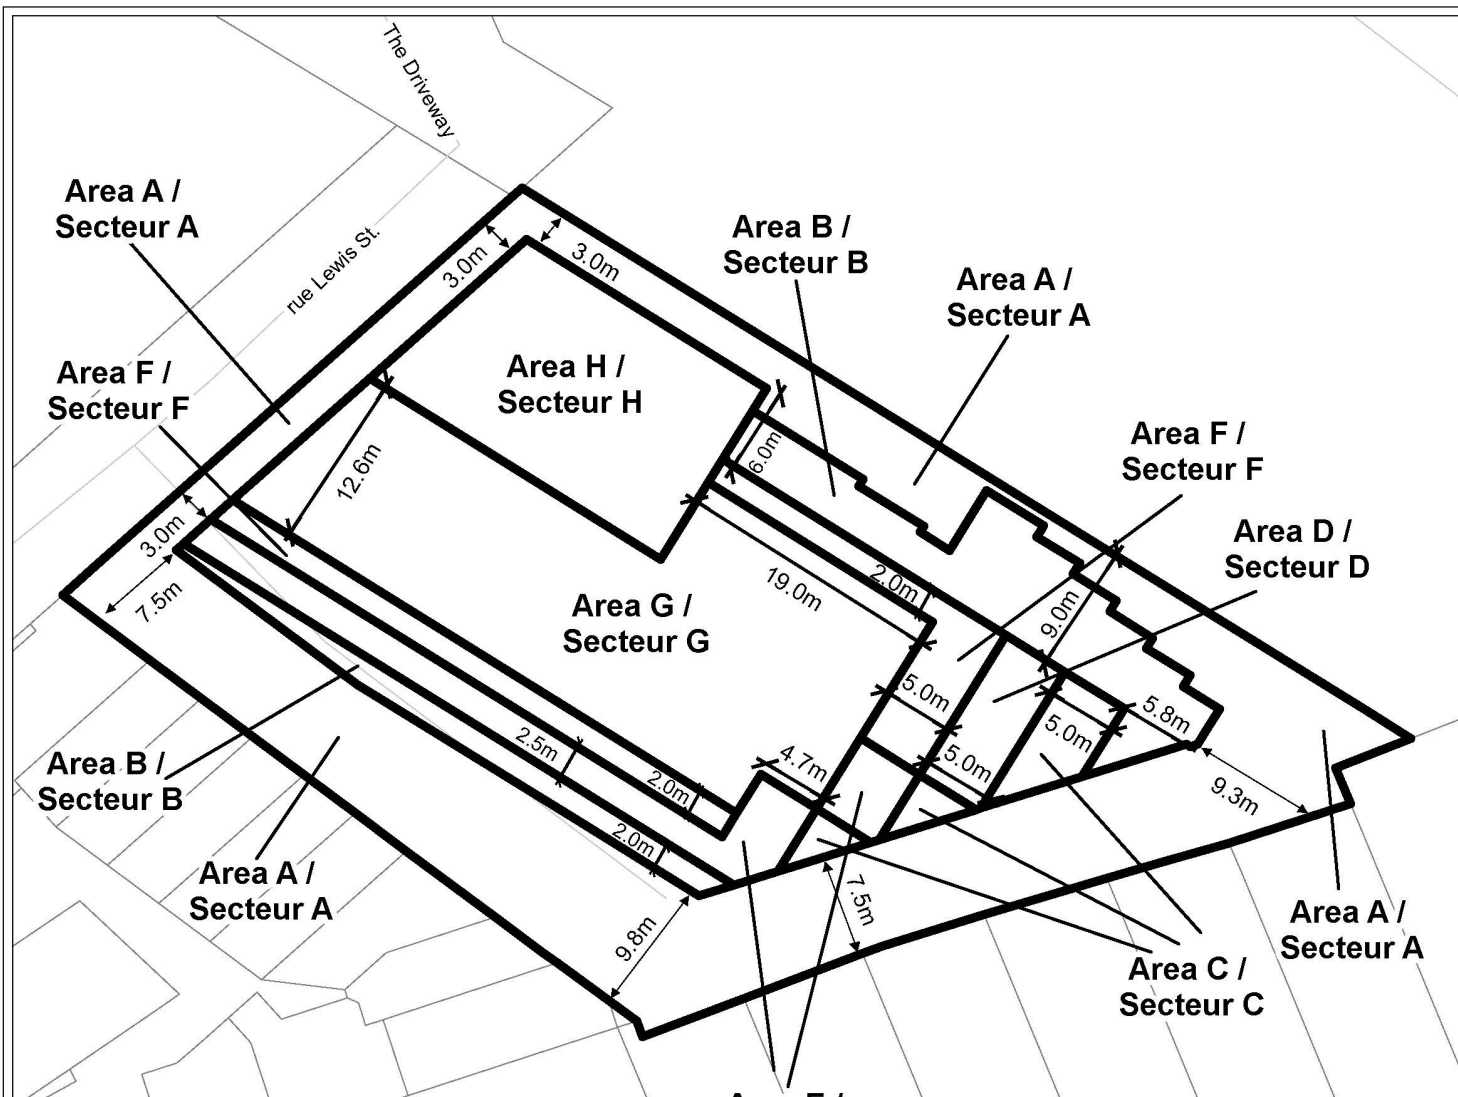 The Driveway
rue Lewis St.
Area A /
Secteur A
3.0m
3.0m
Area B /
Secteur B
Area A /
Secteur A
Area F /
Secteur F
Area H /
Secteur H
12.6m
6.0m
Area F /
Secteur F
Area D /
Secteur D
3.0m
7.5m
19.0m
2.0m
9.0m
Area G /
Secteur G
5.0m
5.0m
5.0m
5.8m
9.3m
4.7m
2.5m
2.0m
2.0m
Area B /
Secteur B
Area A /
Secteur A
9.8m
7.5m
Area C /
Secteur C
Area A /
Secteur A